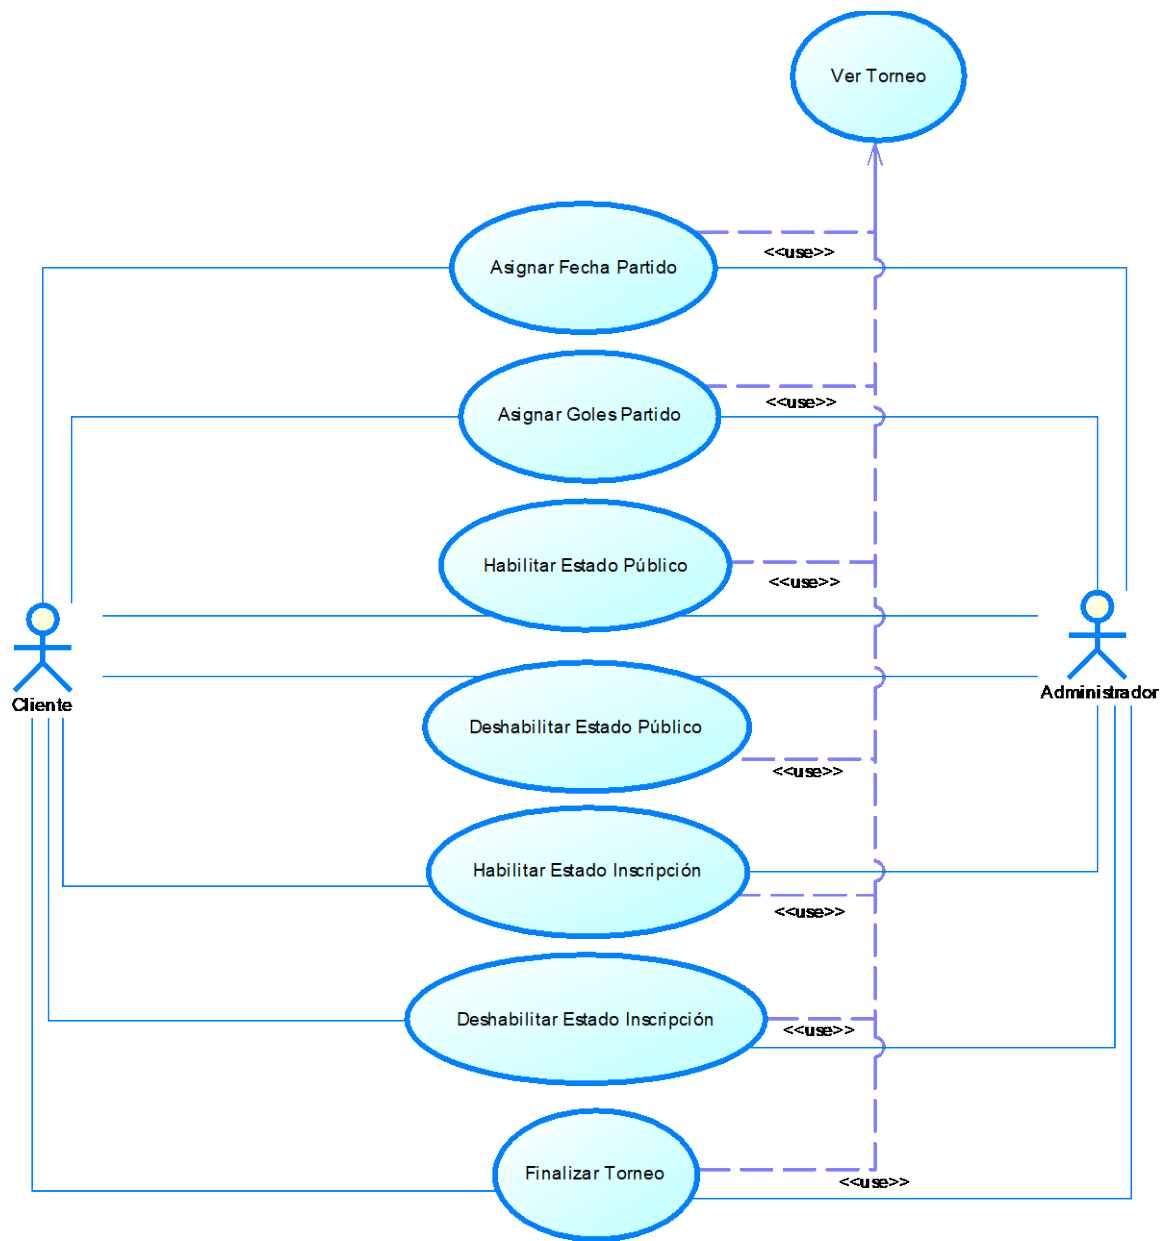 Ver Torneo
<<use>>
Asignar Fecha Partido
<<use>>
Asignar Goles Partido
Habilitar Estado Público
<<use>>
Cliente
Administrador
Deshabilitar Estado Público
<<use>>
Habilitar Estado Inscripción
<<use>>
Deshabilitar Estado Inscripción
<<use>>
Finalizar Torneo
<<use>>